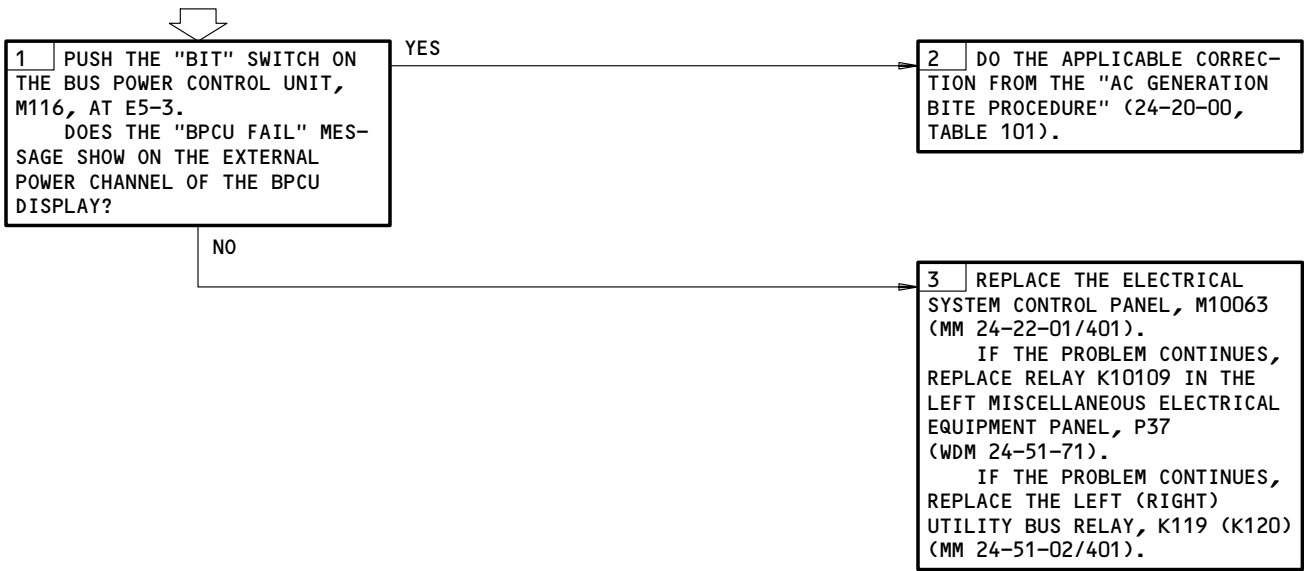 1 PUSH THE "BIT" SWITCH ON
THE BUS POWER CONTROL UNIT,
M116, AT E5-3.
DOES THE "BPCU FAIL" MES-
SAGE SHOW ON THE EXTERNAL
POWER CHANNEL OF THE BPCU
DISPLAY?
YES
2 DO THE APPLICABLE CORREC-
TION FROM THE "AC GENERATION
BITE PROCEDURE" (24-20-00,
TABLE 101).
NO
3 REPLACE THE ELECTRICAL
SYSTEM CONTROL PANEL, M10063
(MM 24-22-01/401).
IF THE PROBLEM CONTINUES,
REPLACE RELAY K10109 IN THE
LEFT MISCELLANEOUS ELECTRICAL
EQUIPMENT PANEL, P37
(WDM 24-51-71).
IF THE PROBLEM CONTINUES,
REPLACE THE LEFT (RIGHT)
UTILITY BUS RELAY, K119 (K120)
(MM 24-51-02/401).